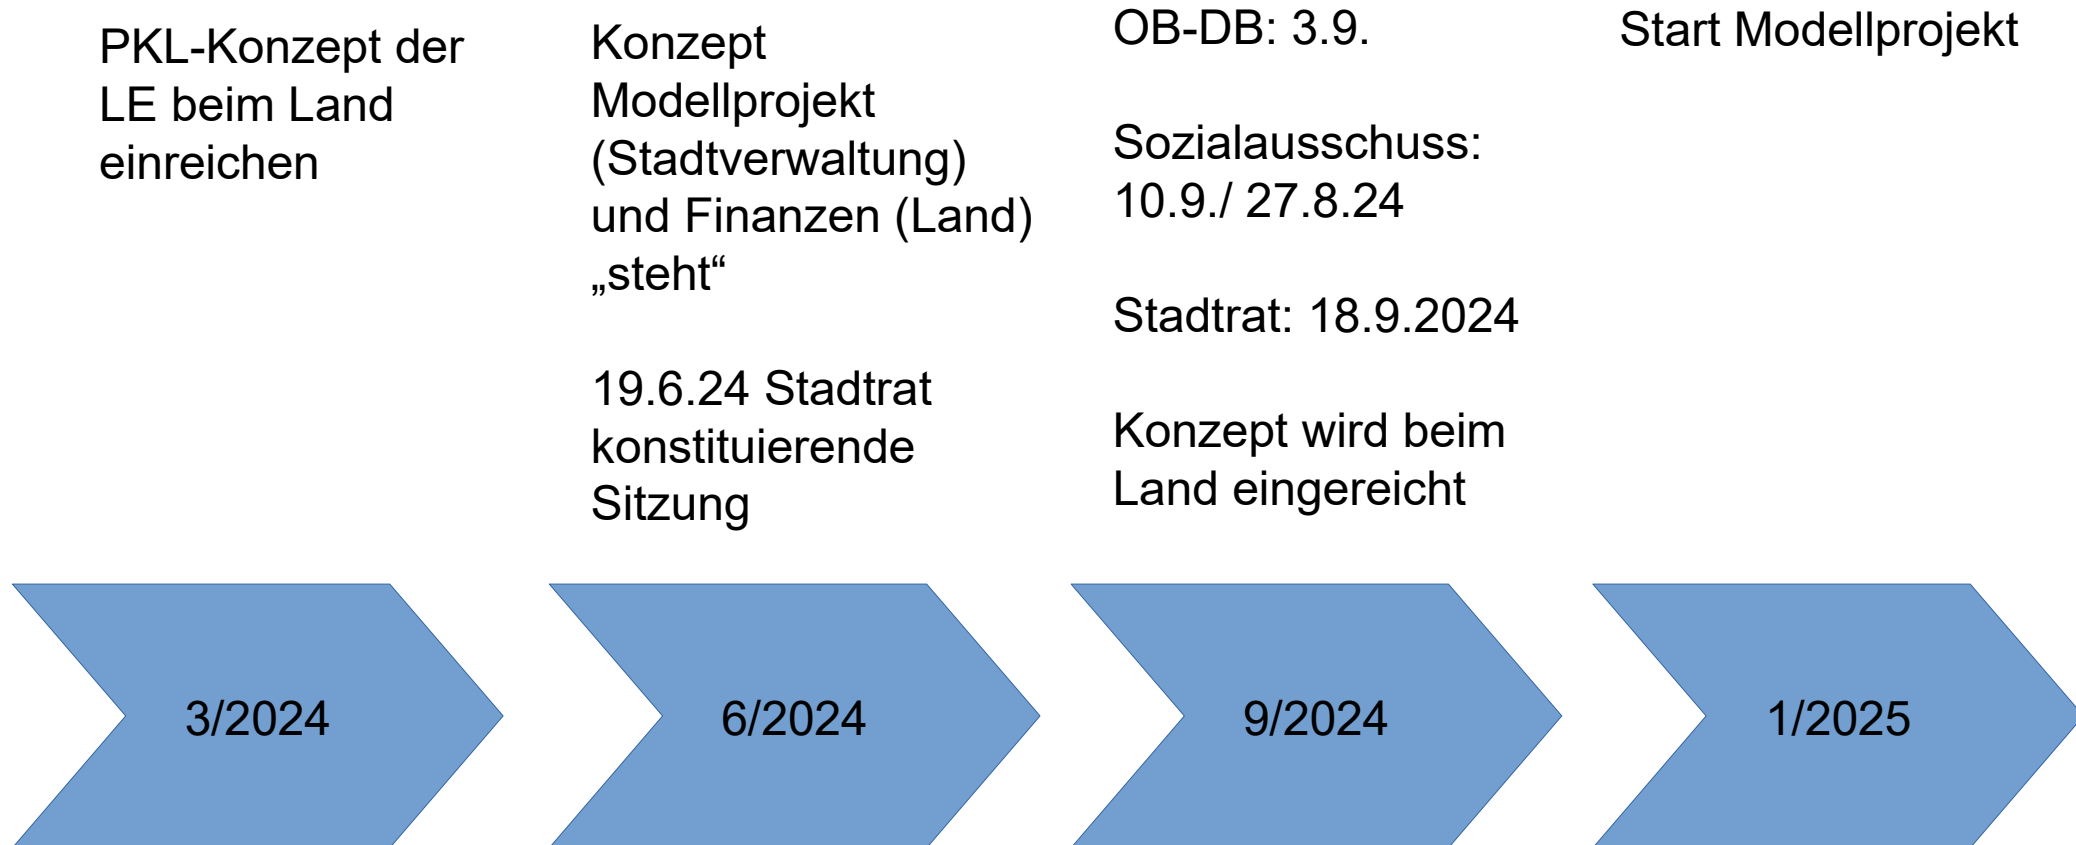 PKL-Konzept der
LE beim Land
einreichen
Konzept
Modellprojekt
(Stadtverwaltung)
und Finanzen (Land)
„steht“
19.6.24 Stadtrat
konstituierende
Sitzung
OB-DB: 3.9.
Sozialausschuss:
10.9./ 27.8.24
Stadtrat: 18.9.2024
Konzept wird beim
Land eingereicht
Start Modellprojekt
3/2024
6/2024
9/2024
1/2025